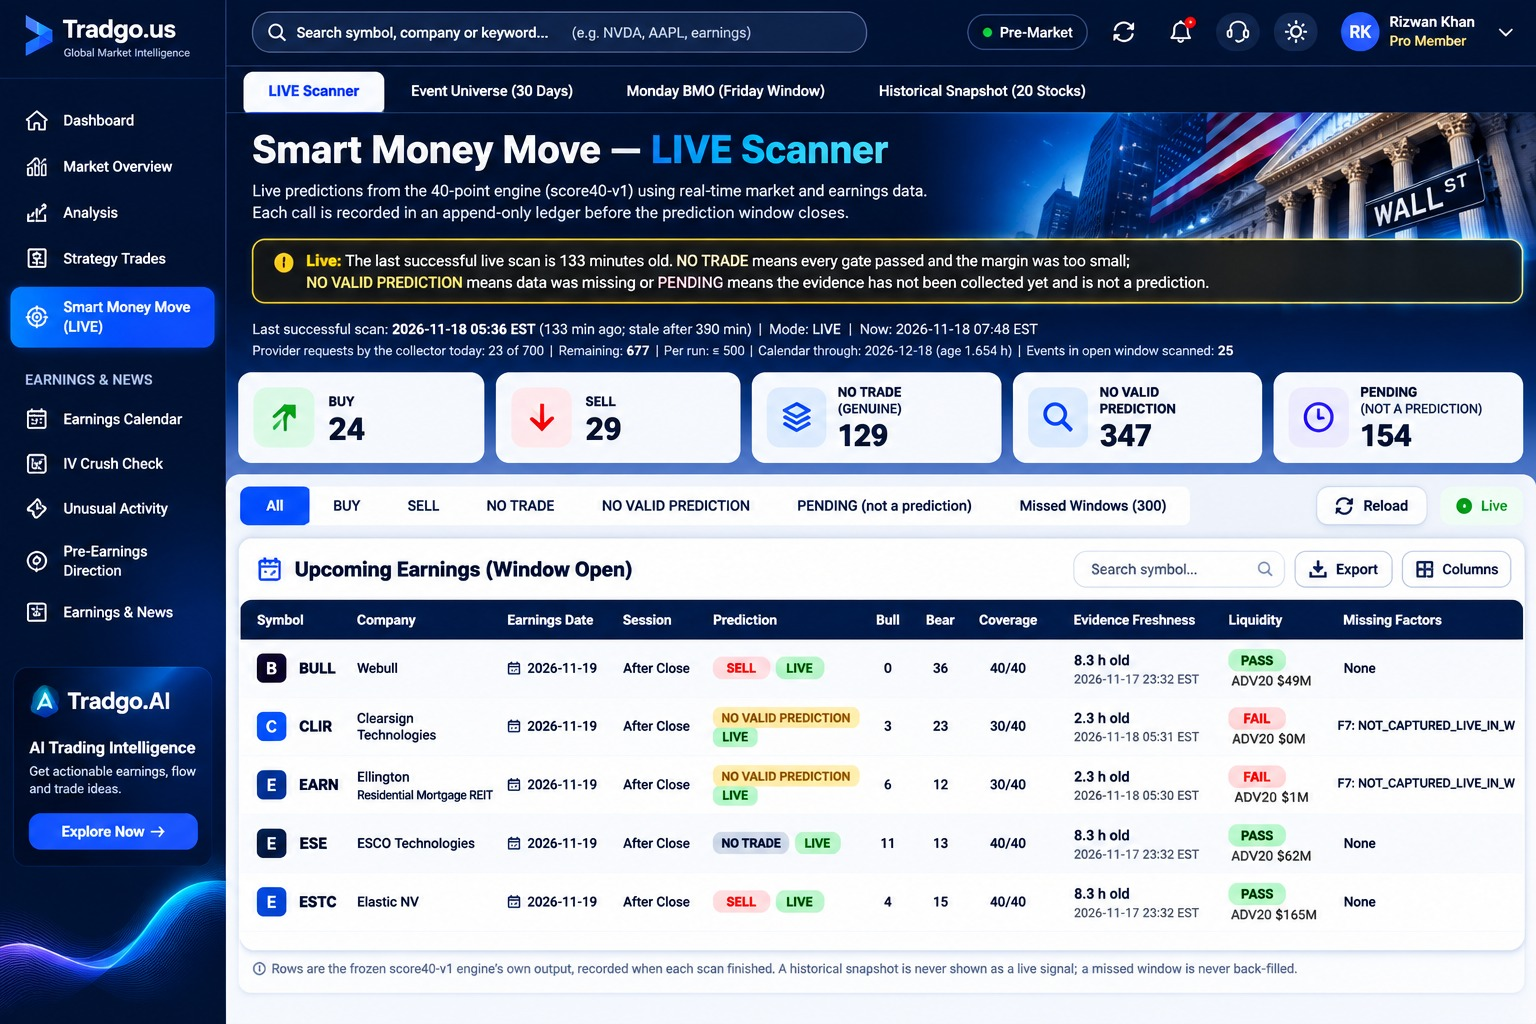 Tradgo.us
Global Market Intelligence
Search symbol, company or keyword... (e.g. NVDA, AAPL, earnings)
Pre-Market
RK
Rizwan Khan
Pro Member
Dashboard
Market Overview
Analysis
Strategy Trades
Smart Money Move
(LIVE)
EARNINGS & NEWS
Earnings Calendar
IV Crush Check
Unusual Activity
Pre-Earnings
Direction
Earnings & News
Tradgo.AI
AI Trading Intelligence
Get actionable earnings, flow
and trade ideas.
Explore Now →
LIVE Scanner
Event Universe (30 Days)
Monday BMO (Friday Window)
Historical Snapshot (20 Stocks)
Smart Money Move — LIVE Scanner
Live predictions from the 40-point engine (score40-v1) using real-time market and earnings data.
Each call is recorded in an append-only ledger before the prediction window closes.
WALL ST
Live: The last successful live scan is 133 minutes old. NO TRADE means every gate passed and the margin was too small;
NO VALID PREDICTION means data was missing or PENDING means the evidence has not been collected yet and is not a prediction.
Last successful scan: 2026-11-18 05:36 EST (133 min ago; stale after 390 min) | Mode: LIVE | Now: 2026-11-18 07:48 EST
Provider requests by the collector today: 23 of 700 | Remaining: 677 | Per run: ≤ 500 | Calendar through: 2026-12-18 (age 1.654 h) | Events in open window scanned: 25
BUY
24
SELL
29
NO TRADE
(GENUINE)
129
NO VALID
PREDICTION
347
PENDING
(NOT A PREDICTION)
154
All
BUY
SELL
NO TRADE
NO VALID PREDICTION
PENDING (not a prediction)
Missed Windows (300)
Reload
Live
Upcoming Earnings (Window Open)
Search symbol...
Export
Columns
Symbol Company Earnings Date Session Prediction Bull Bear Coverage Evidence Freshness Liquidity Missing Factors
B BULL Webull 2026-11-19 After Close SELL LIVE 0 36 40/40 8.3 h old PASS None
2026-11-17 23:32 EST ADV20 $49M
C CLIR Clearsign Technologies 2026-11-19 After Close NO VALID PREDICTION LIVE 3 23 30/40 2.3 h old FAIL F7: NOT_CAPTURED_LIVE_IN_W
2026-11-18 05:31 EST ADV20 $0M
E EARN Ellington Residential Mortgage REIT 2026-11-19 After Close NO VALID PREDICTION LIVE 6 12 30/40 2.3 h old FAIL F7: NOT_CAPTURED_LIVE_IN_W
2026-11-18 05:30 EST ADV20 $1M
E ESE ESCO Technologies 2026-11-19 After Close NO TRADE LIVE 11 13 40/40 8.3 h old PASS None
2026-11-17 23:32 EST ADV20 $62M
E ESTC Elastic NV 2026-11-19 After Close SELL LIVE 4 15 40/40 8.3 h old PASS None
2026-11-17 23:32 EST ADV20 $165M
Rows are the frozen score40-v1 engine's own output, recorded when each scan finished. A historical snapshot is never shown as a live signal; a missed window is never back-filled.